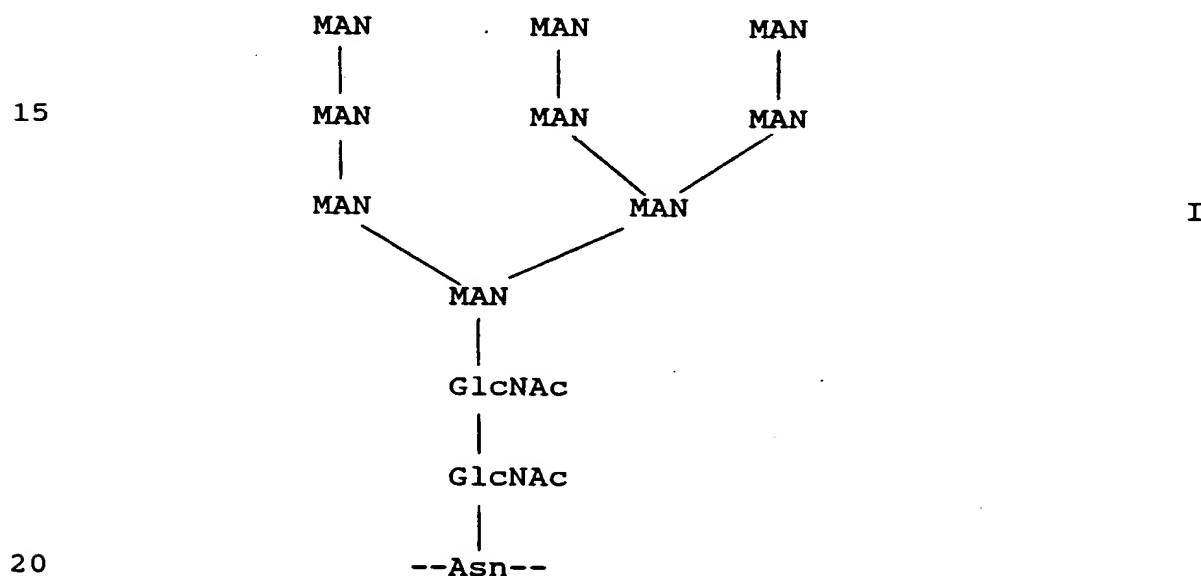 MAN MAN MAN
15 MAN MAN MAN
MAN MAN I
MAN
GlcNAc
GlcNAc
20 --Asn--